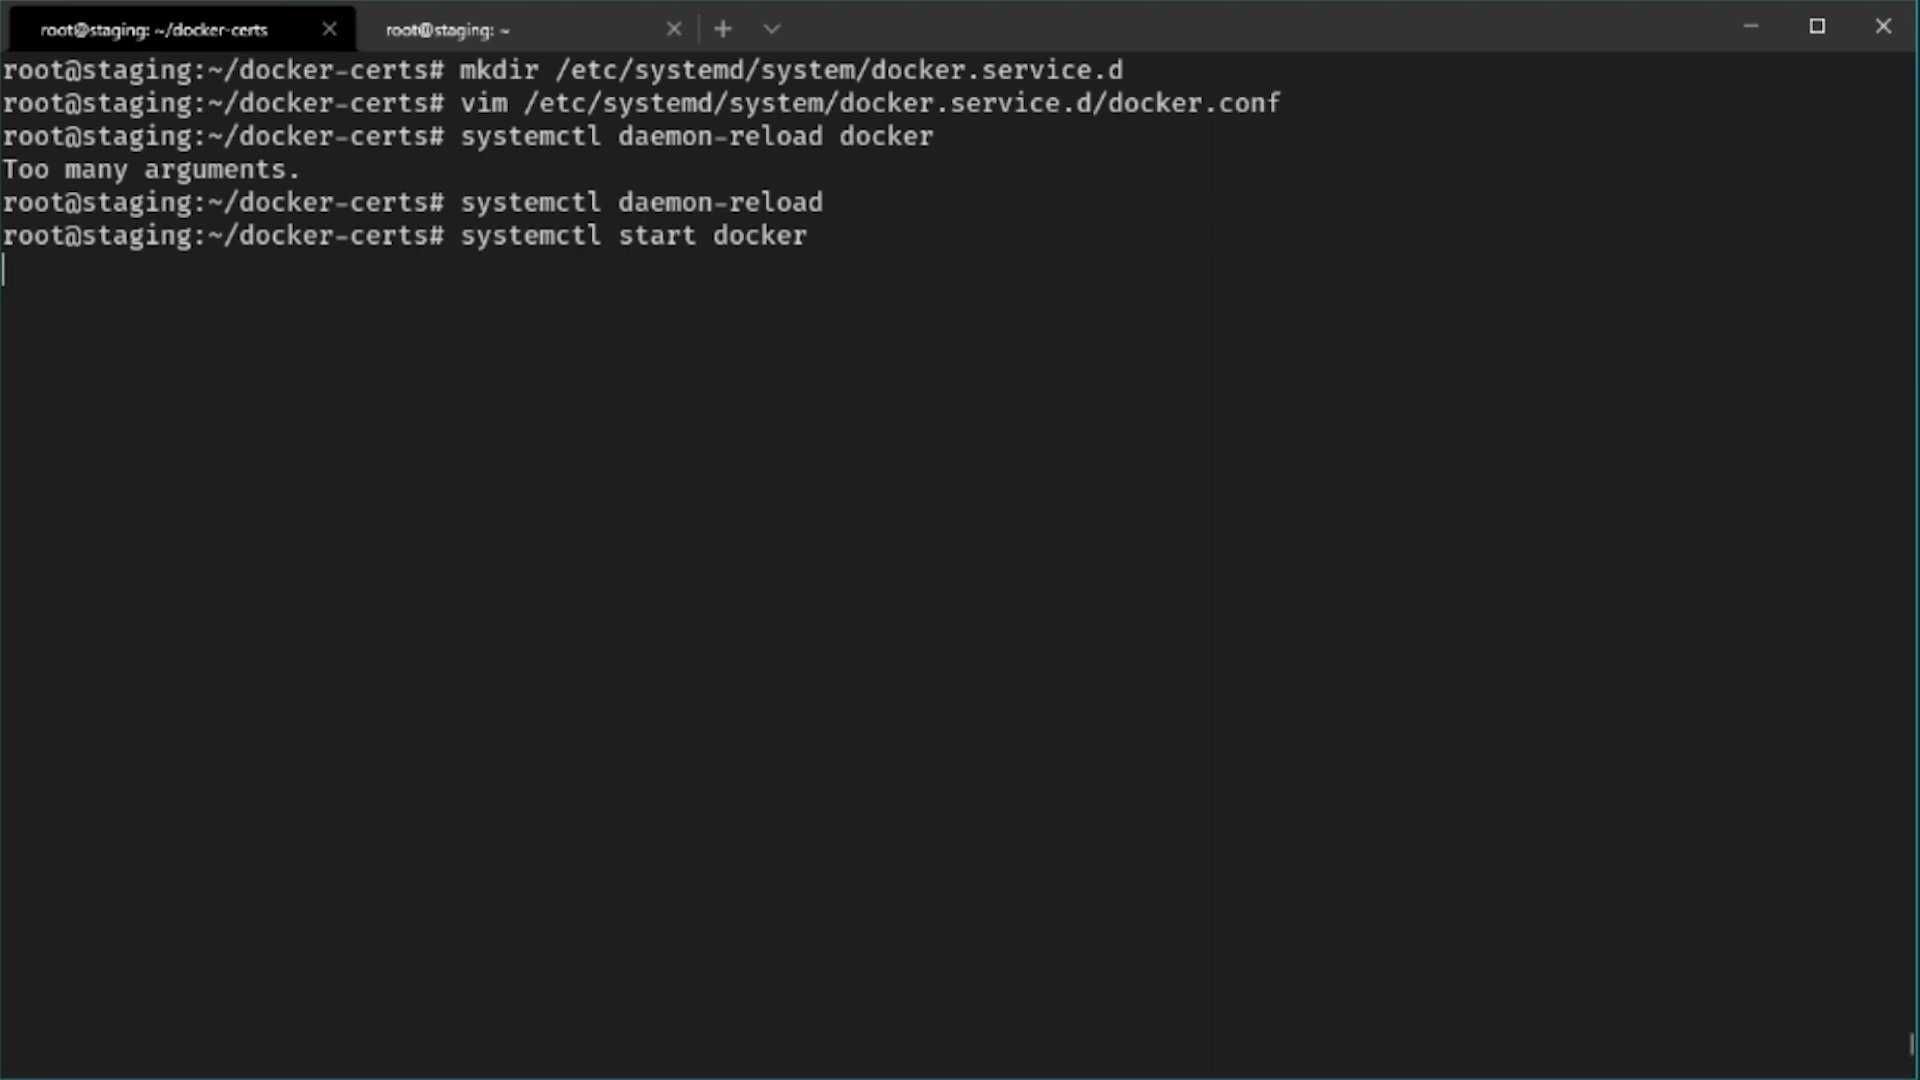 root@staging: ~/docker-certs
root@staging: ~
root@staging:~/docker-certs# mkdir /etc/systemd/system/docker.service.d
root@staging:~/docker-certs# vim /etc/systemd/system/docker.service.d/docker.conf
root@staging:~/docker-certs# systemctl daemon-reload docker
Too many arguments.
root@staging:~/docker-certs# systemctl daemon-reload
root@staging:~/docker-certs# systemctl start docker